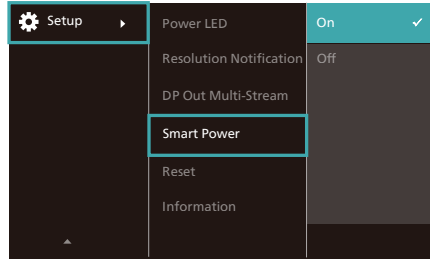 Setup
Power LED
Resolution Notification
DP Out Multi-Stream
Smart Power
Reset
Information
On
Off